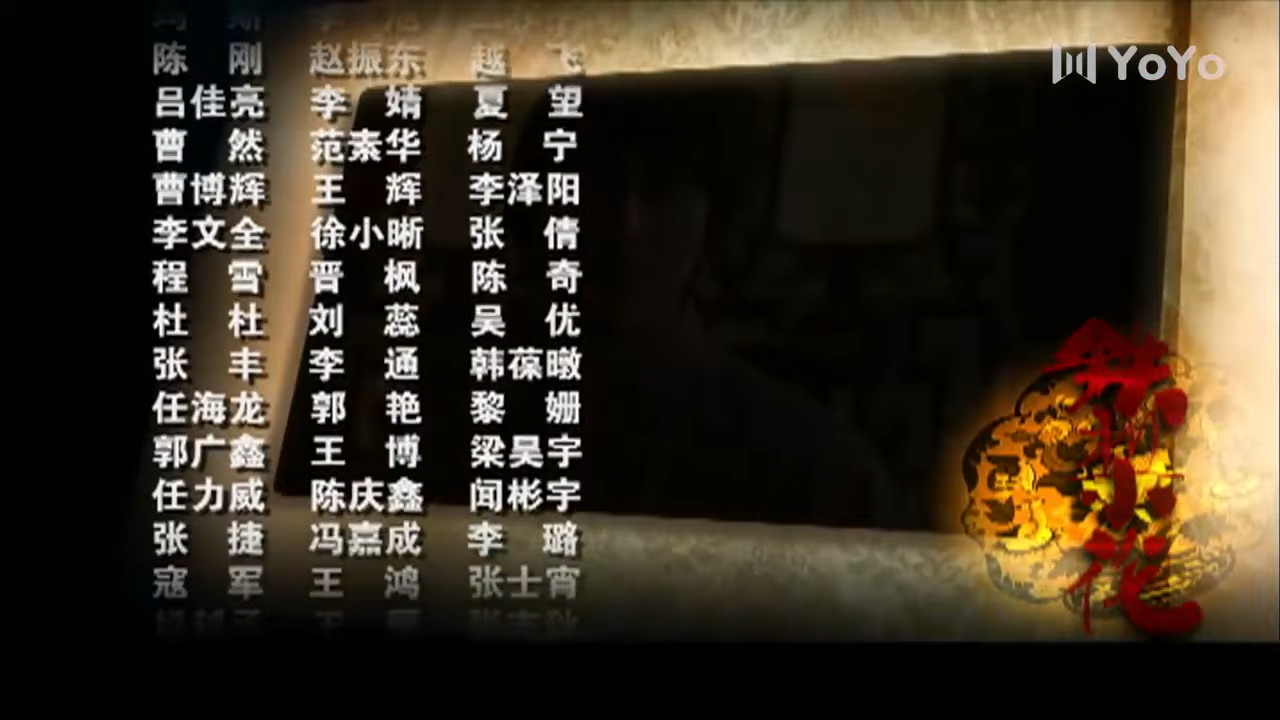 YoYo
陈 刚 赵振东 越 飞
吕佳亮 李 婧 夏 望
曹 然 范素华 杨 宁
曹博辉 王 辉 李泽阳
李文全 徐小晰 张 倩
程 雪 晋 枫 陈 奇
杜 杜 刘 蕊 吴 优
张 丰 李 通 韩葆暾
任海龙 郭 艳 黎 姗
郭广鑫 王 博 梁吴宇
任力威 陈庆鑫 闻彬宇
张 捷 冯嘉成 李 璐
寇 军 王 鸿 张士宵